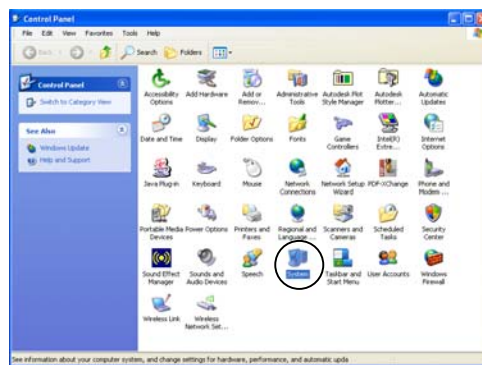 Control Panel
File Edit View Favorites Tools Help
Back Search Folders
Control Panel
Switch to Category View
See Also
Windows Update
Help and Support
Accessibility Options
Add Hardware
Add or Remov...
Administrative Tools
Autodesk Plot Style Manager
Autodesk Plotter...
Automatic Updates
Date and Time
Display
Folder Options
Fonts
Game Controllers
Intel(R) Extre...
Internet Options
Java Plug-in
Keyboard
Mouse
Network Connections
Network Setup Wizard
PDF-XChange
Phone and Modem ...
Portable Media Devices
Power Options
Printers and Faxes
Regional and Language ...
Scanners and Cameras
Scheduled Tasks
Security Center
Sound Effect Manager
Sounds and Audio Devices
Speech
System
Taskbar and Start Menu
User Accounts
Windows Firewall
Wireless Link
Wireless Network Set...
See information about your computer system, and change settings for hardware, performance, and automatic upda